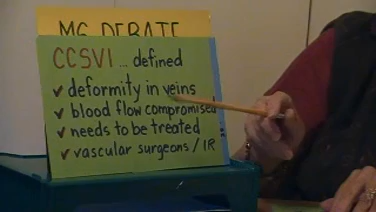 MS DEBATE
CCSVI ... defined
✓ deformity in veins
✓ blood flow compromised
✓ needs to be treated
✓ vascular surgeons / IR